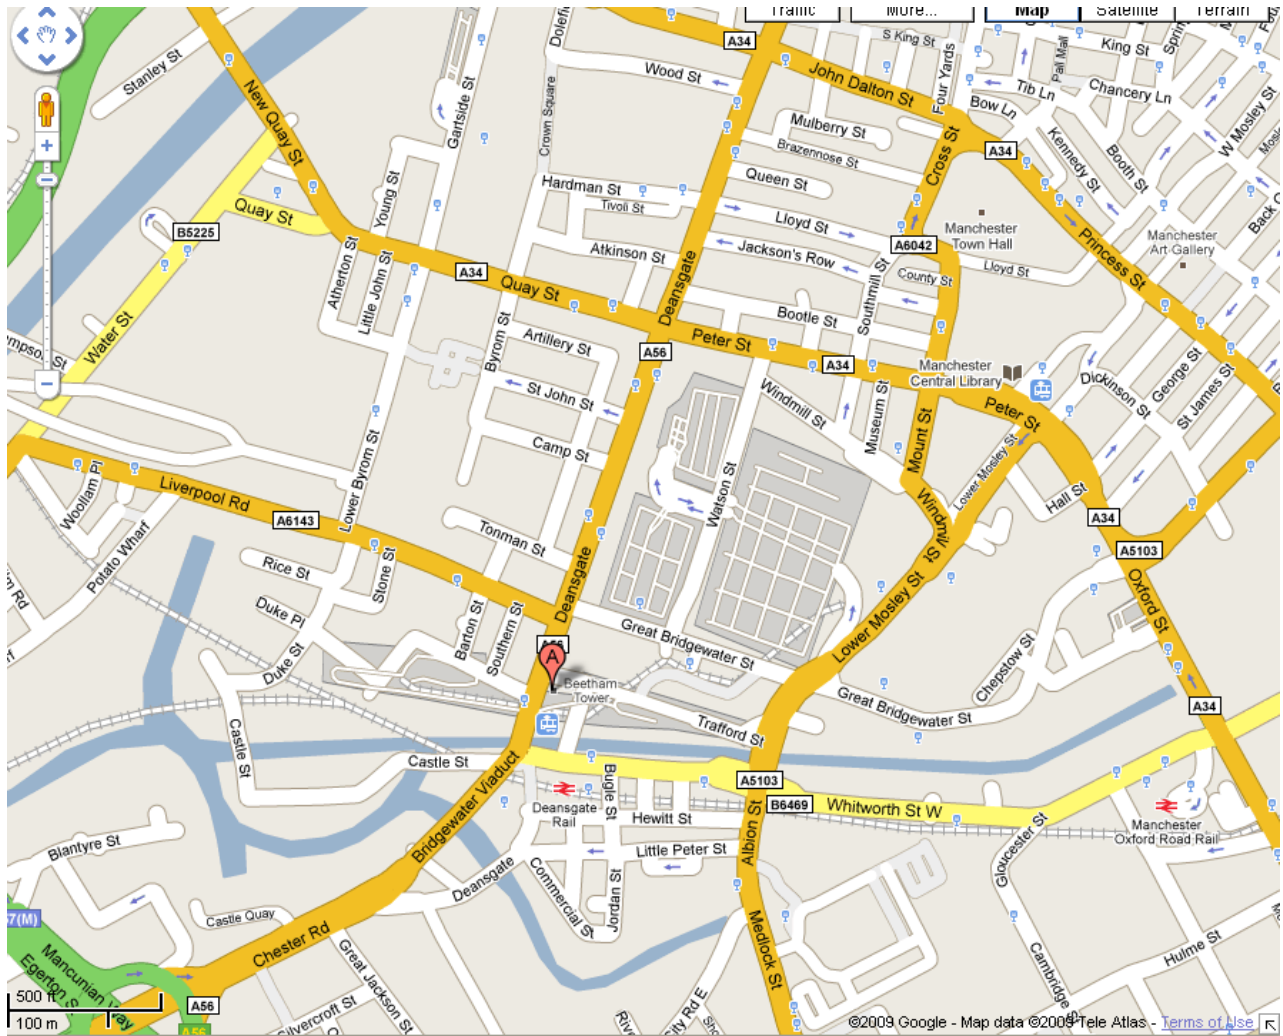 Traffic
More...
Map
Satellite
Terrain
Stanley St
New Quay St
Gartside St
Crown Square
Wood St
A34
John Dalton St
S King St
Four Yards
Pall Mall
King St
Tib Ln
Chancery Ln
Bow Ln
W Mosley St
Mulberry St
Brazennose St
Queen St
Cross St
A34
Kennedy St
Booth St
Hardman St
Tivoli St
Lloyd St
Manchester
Town Hall
Manchester
Art Gallery
Princess St
Young St
Quay St
B5225
Atherton St
Little John St
A34
Quay St
Atkinson St
Deansgate
Jackson's Row
A6042
Lloyd St
County St
Southmill St
Bootle St
Water St
Byrom St
Artillery St
A56
Peter St
A34
Manchester
Central Library
Dickinson St
George St
St James St
St John St
Windmill St
Museum St
Mount St
Peter St
Camp St
Lower Byrom St
Watson St
Lower Mosley St
Hall St
Liverpool Rd
A6143
Woollam Pl
Potato Wharf
Tonman St
Deansgate
Windmill St
A34
A5103
Oxford St
Rice St
Stone St
Duke Pl
Duke St
Barton St
Southern St
A56
A
Beetham
Tower
Great Bridgewater St
Lower Mosley St
Great Bridgewater St
Chepstow St
A34
Castle St
Trafford St
Castle St
Bridgewater Viaduct
Deansgate
Rail
Bugle St
Hewitt St
Little Peter St
A5103
B6469
Whitworth St W
Albion St
Manchester
Oxford Road Rail
Gloucester St
Blantyre St
Deansgate
Commercial St
Jordan St
Medlock St
Castle Quay
Chester Rd
Great Jackson St
Cambridge St
Hulme St
57(M)
Mancunian Way
Egerton S
A56
A56
Silvercroft St
City Rd E
500 ft
100 m
©2009 Google - Map data ©2009 Tele Atlas - Terms of Use